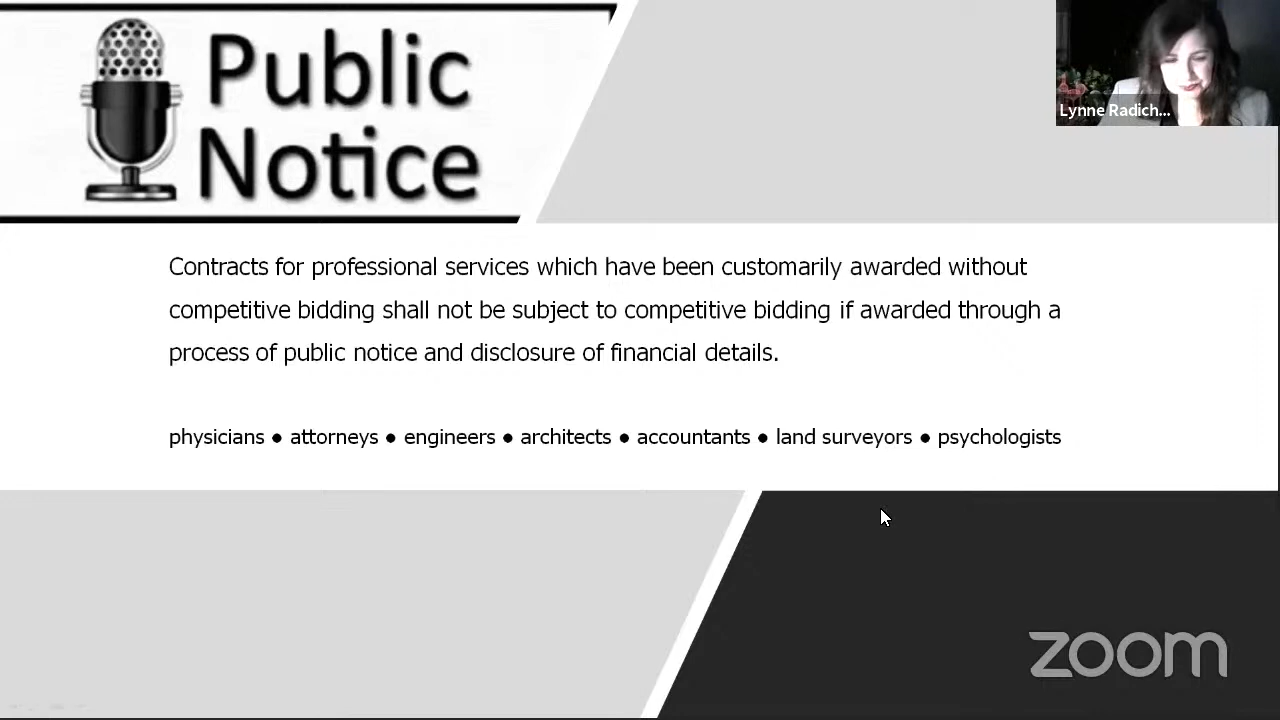 Public
Notice
Lynne Radich...
Contracts for professional services which have been customarily awarded without
competitive bidding shall not be subject to competitive bidding if awarded through a
process of public notice and disclosure of financial details.
physicians ● attorneys ● engineers ● architects ● accountants ● land surveyors ● psychologists
zoom